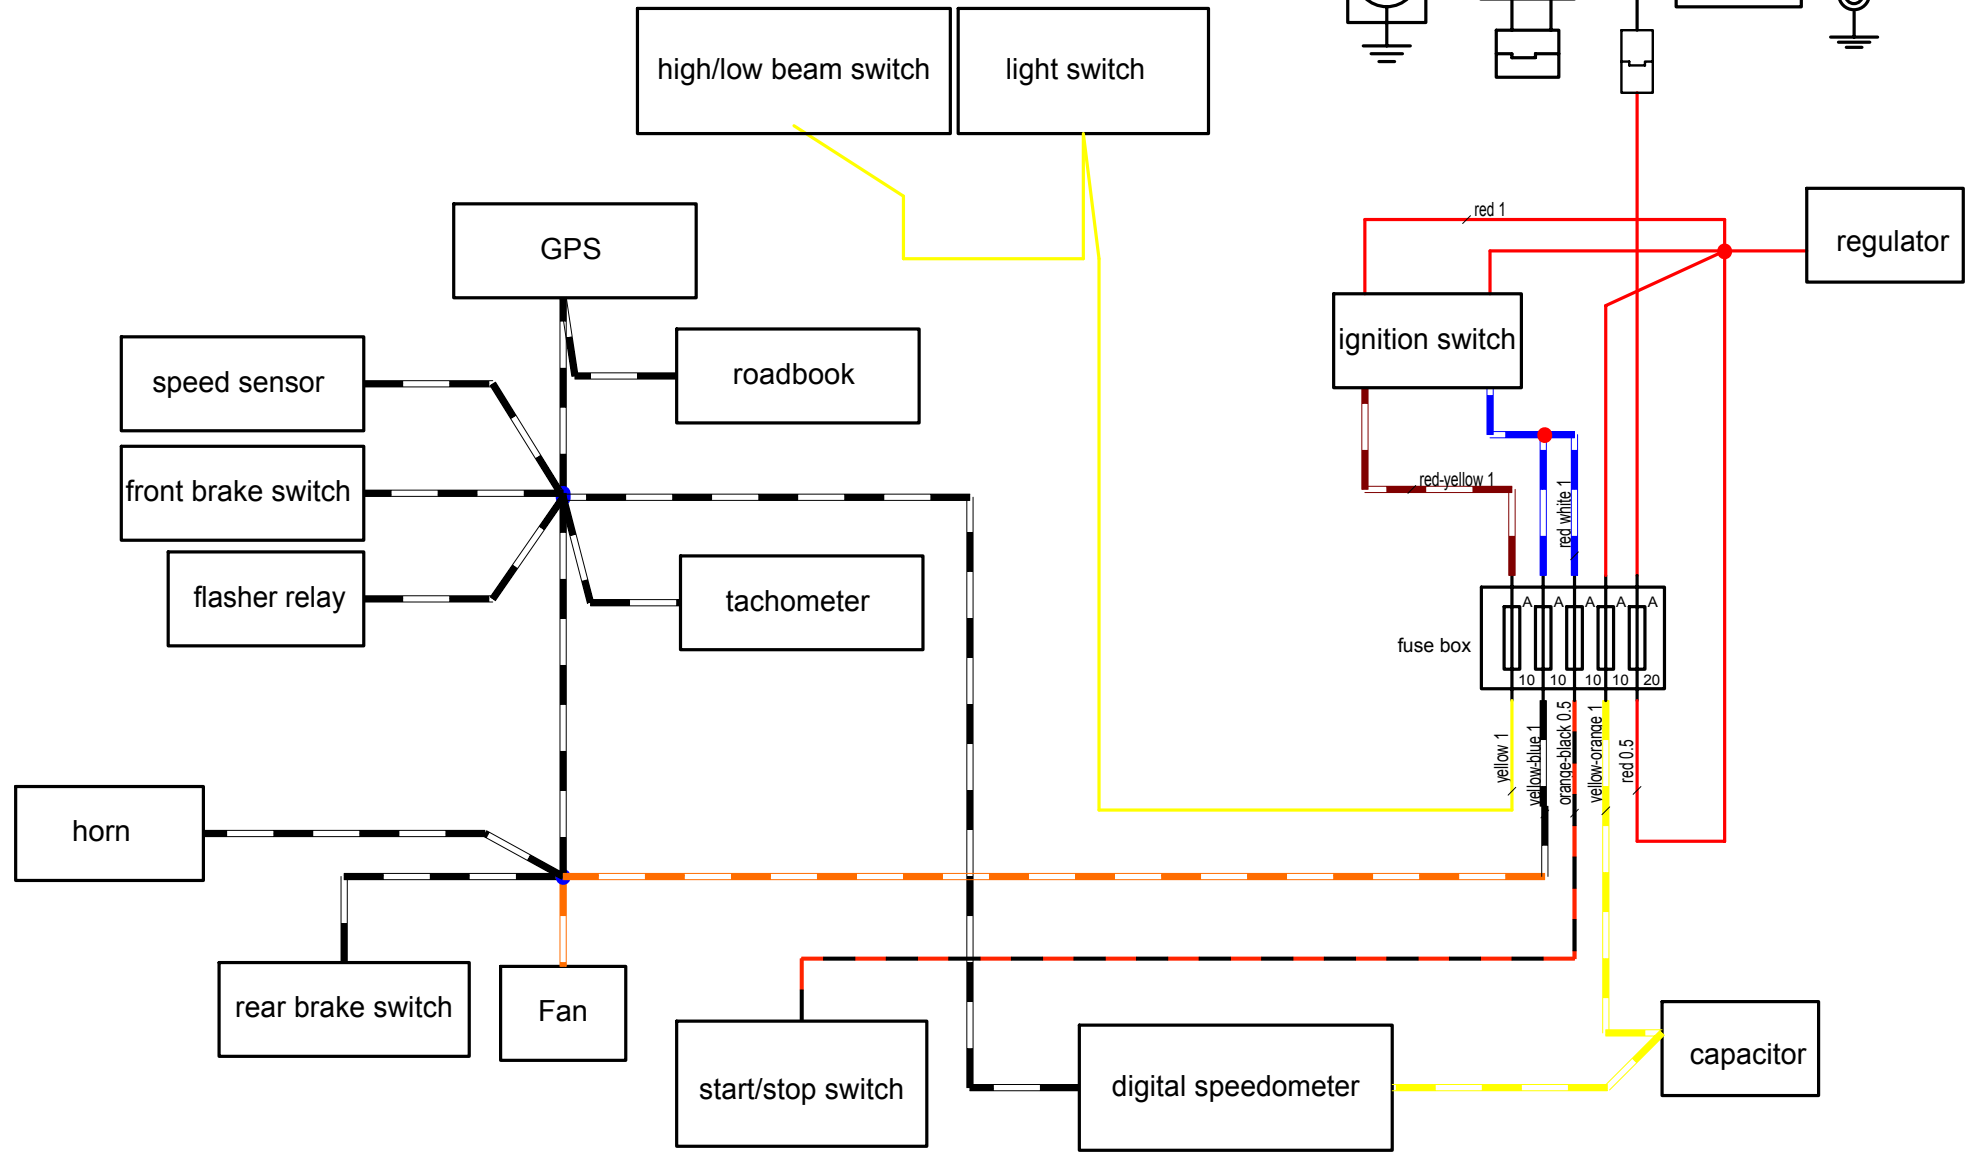 high/low beam switch
light switch
red 1
regulator
GPS
ignition switch
speed sensor
roadbook
front brake switch
red-yellow 1
red white 1
flasher relay
tachometer
fuse box
A A A A A
10 10 10 10 20
yellow 1
yellow-blue 1
orange-black 0.5
yellow-orange 1
red 0.5
horn
rear brake switch
Fan
start/stop switch
digital speedometer
capacitor